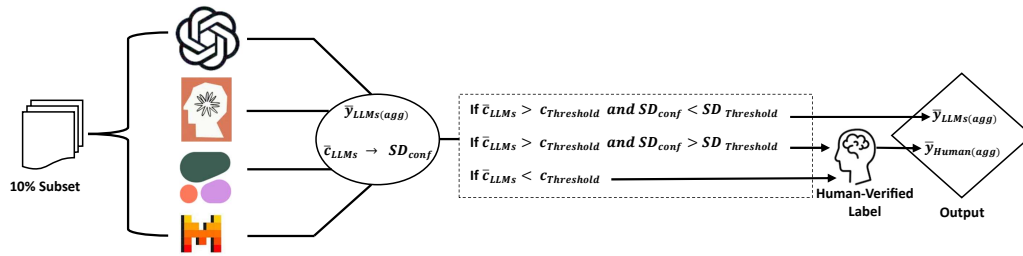 10% Subset
ȳ_LLMs(agg)
c̄_LLMs → SD_conf
If c̄_LLMs > c_Threshold and SD_conf < SD_Threshold
If c̄_LLMs > c_Threshold and SD_conf > SD_Threshold
If c̄_LLMs < c_Threshold
Human-Verified
Label
ȳ_LLMs(agg)
ȳ_Human(agg)
Output